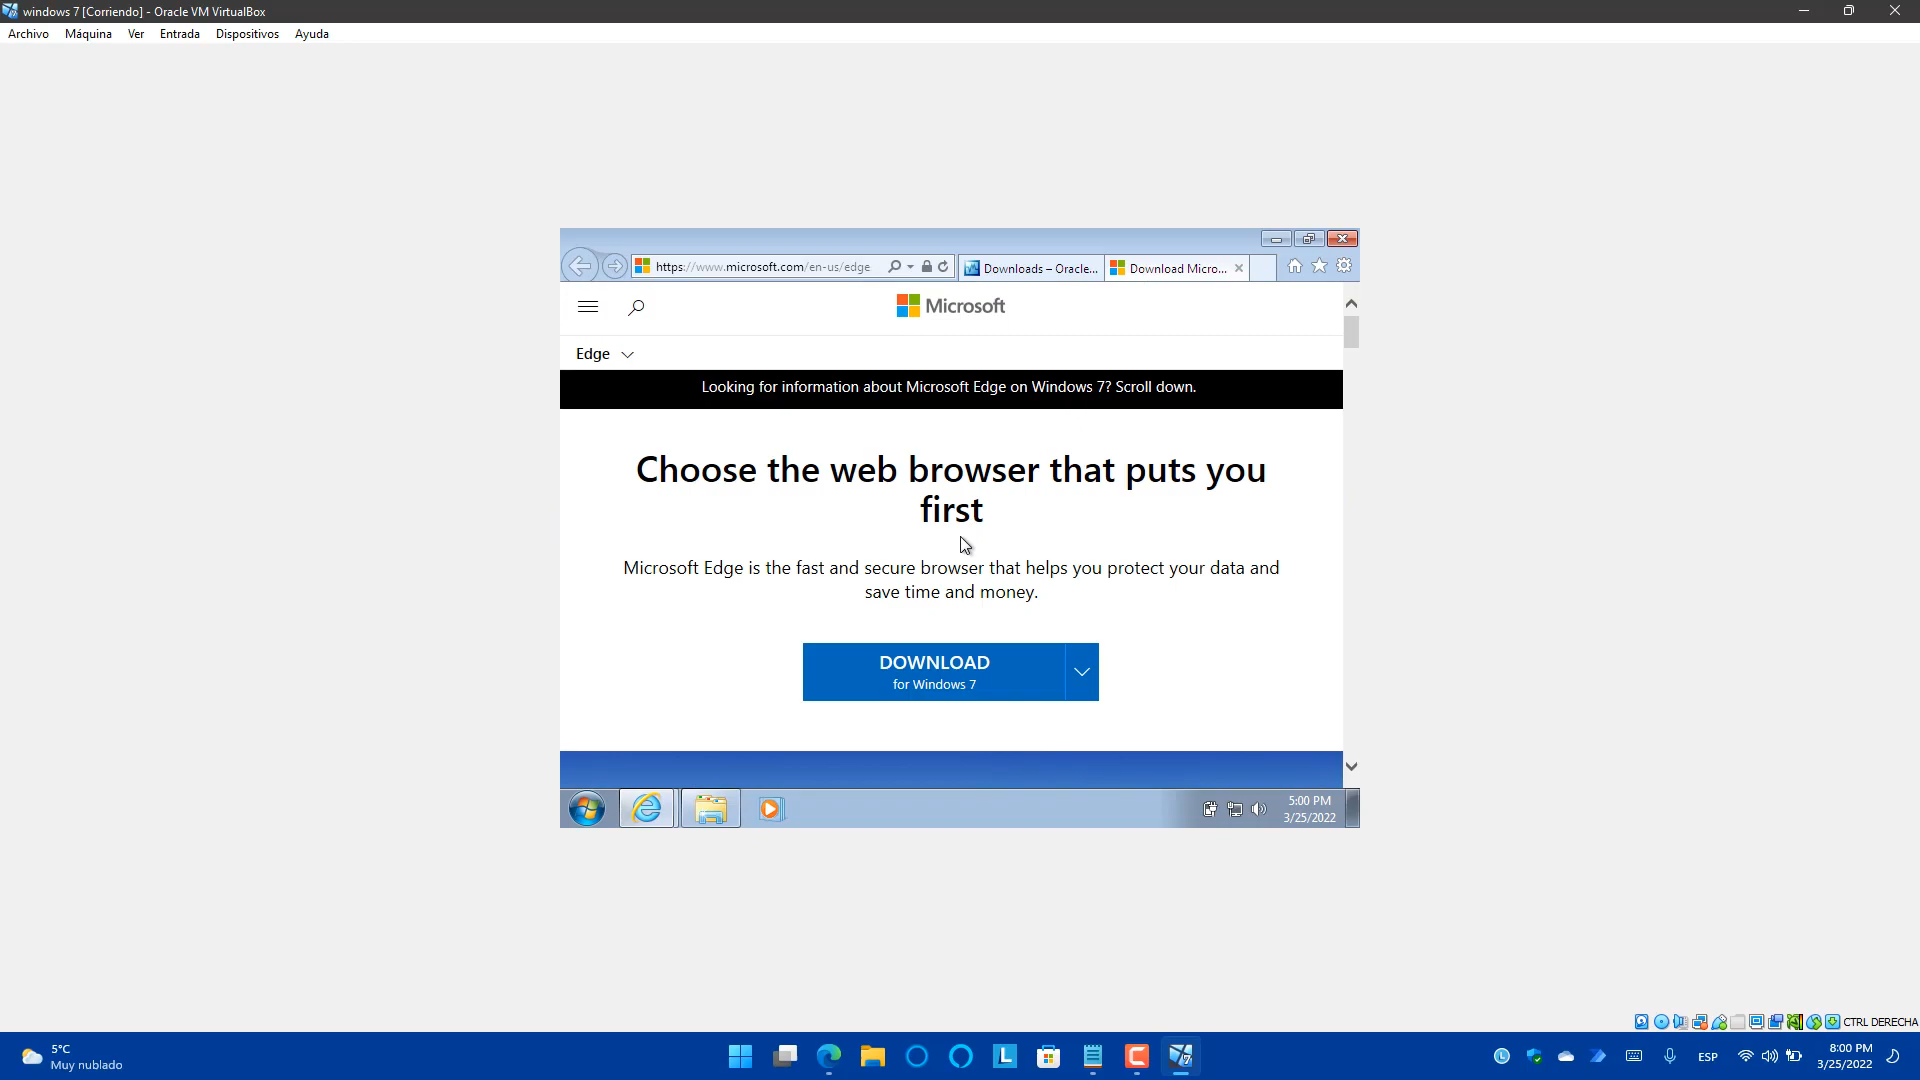 windows 7 [Corriendo] - Oracle VM VirtualBox
Archivo Máquina Ver Entrada Dispositivos Ayuda
https://www.microsoft.com/en-us/edge Downloads – Oracle... Download Micro...
Microsoft
Edge
Looking for information about Microsoft Edge on Windows 7? Scroll down.
Choose the web browser that puts you
first
Microsoft Edge is the fast and secure browser that helps you protect your data and
save time and money.
DOWNLOAD
for Windows 7
5:00 PM
3/25/2022
CTRL DERECHA
5°C
Muy nublado
L
7
ESP
8:00 PM
3/25/2022